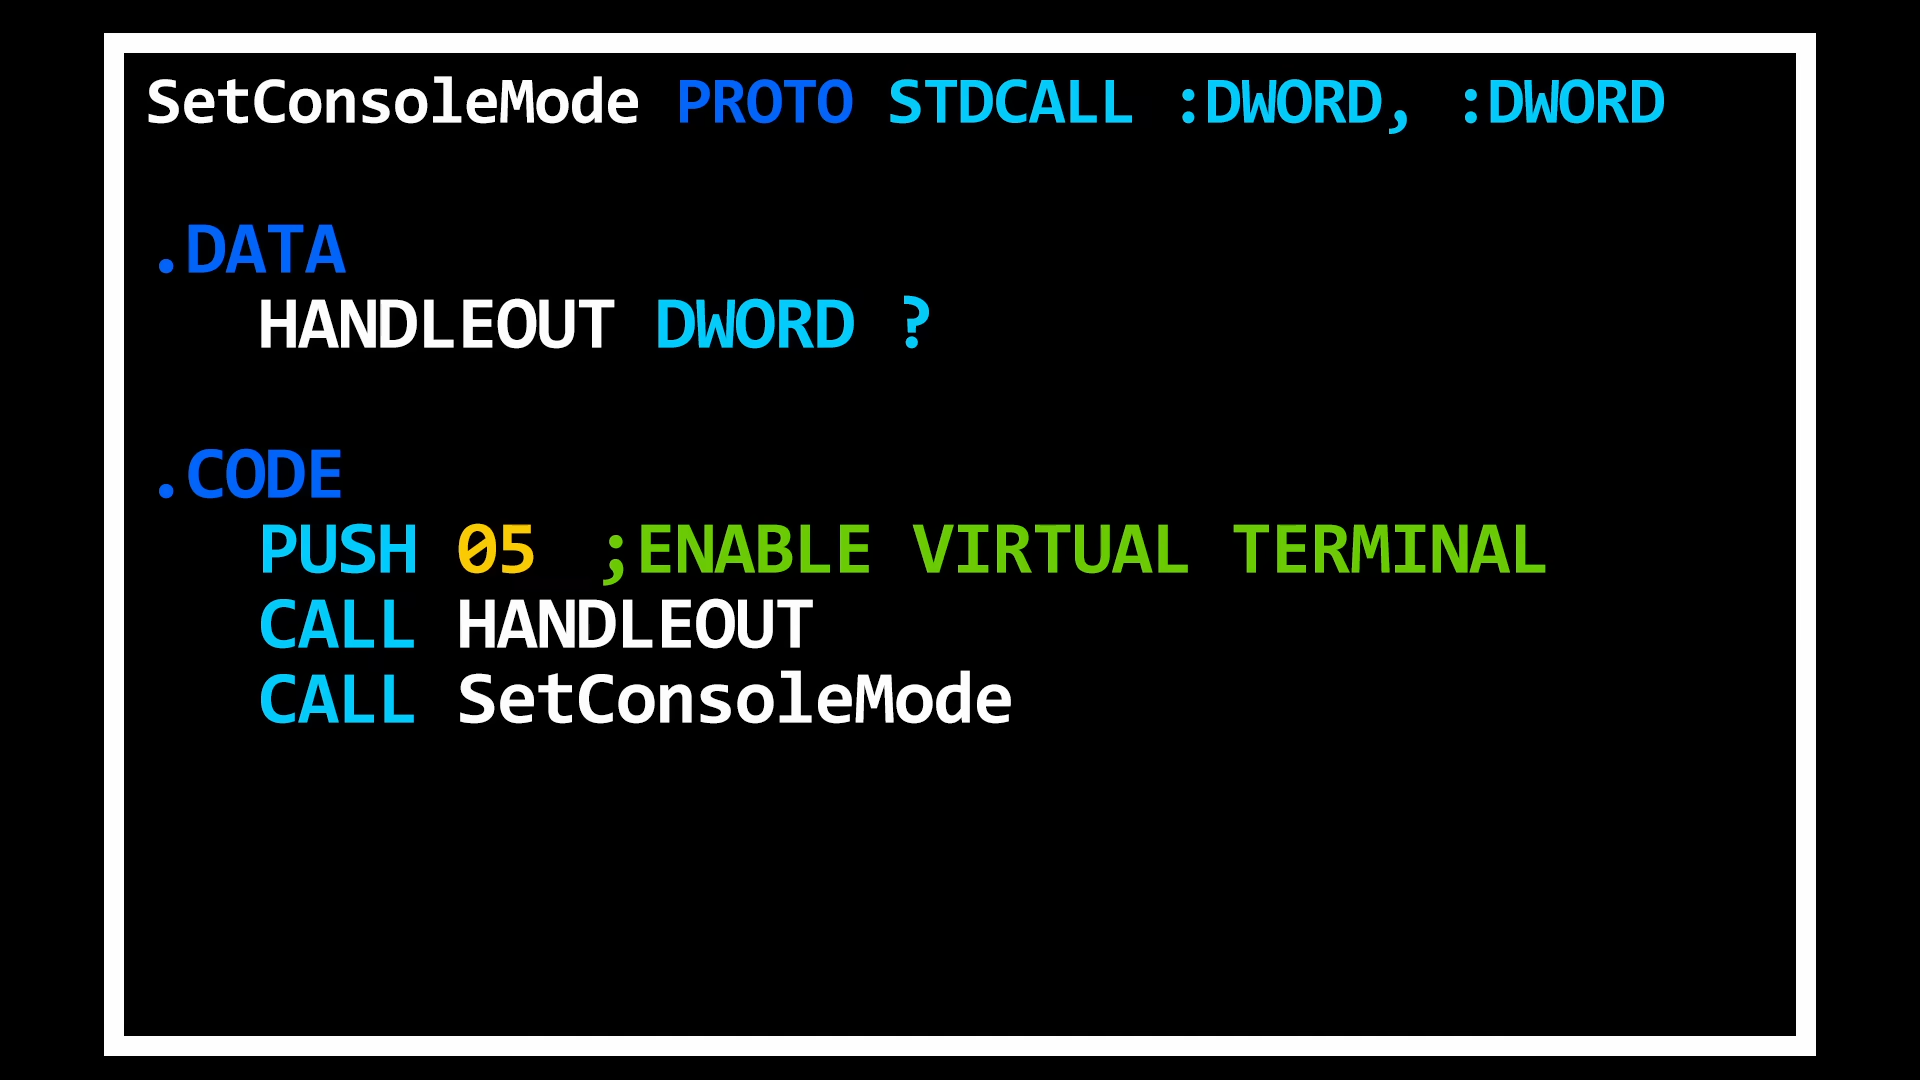 SetConsoleMode PROTO STDCALL :DWORD, :DWORD
.DATA
HANDLEOUT DWORD ?
.CODE
PUSH 05 ;ENABLE VIRTUAL TERMINAL
CALL HANDLEOUT
CALL SetConsoleMode